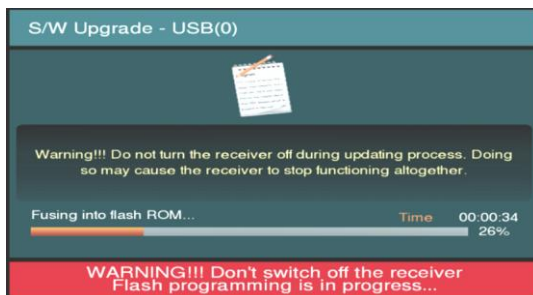 S/W Upgrade - USB(0)
Warning!!! Do not turn the receiver off during updating process. Doing
so may cause the receiver to stop functioning altogether.
Fusing into flash ROM...
Time 00:00:34
26%
WARNING!!! Don't switch off the receiver
Flash programming is in progress...